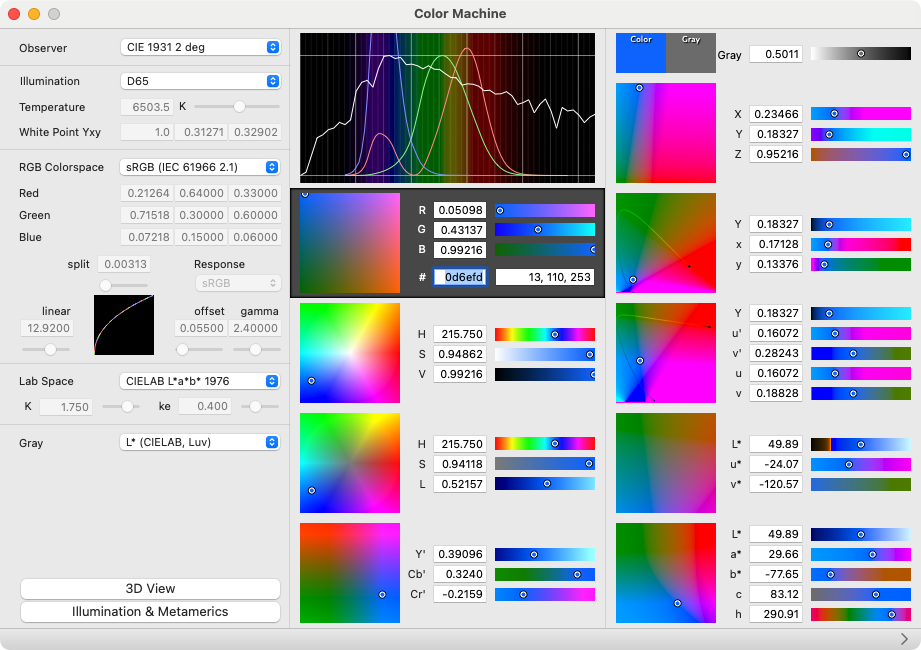 Color Machine
Observer CIE 1931 2 deg
Illumination D65
Temperature 6503.5 K
White Point Yxy 1.0 0.31271 0.32902
RGB Colorspace sRGB (IEC 61966 2.1)
Red 0.21264 0.64000 0.33000
Green 0.71518 0.30000 0.60000
Blue 0.07218 0.15000 0.06000
split 0.00313 Response
sRGB
linear offset gamma
12.9200 0.05500 2.40000
Lab Space CIELAB L*a*b* 1976
K 1.750 ke 0.400
Gray L* (CIELAB, Luv)
3D View
Illumination & Metamerics
R 0.05098
G 0.43137
B 0.99216
# 0d6efd 13, 110, 253
H 215.750
S 0.94862
V 0.99216
H 215.750
S 0.94118
L 0.52157
Y' 0.39096
Cb' 0.3240
Cr' -0.2159
Color Gray
Gray 0.5011
X 0.23466
Y 0.18327
Z 0.95216
Y 0.18327
x 0.17128
y 0.13376
Y 0.18327
u' 0.16072
v' 0.28243
u 0.16072
v 0.18828
L* 49.89
u* -24.07
v* -120.57
L* 49.89
a* 29.66
b* -77.65
c 83.12
h 290.91